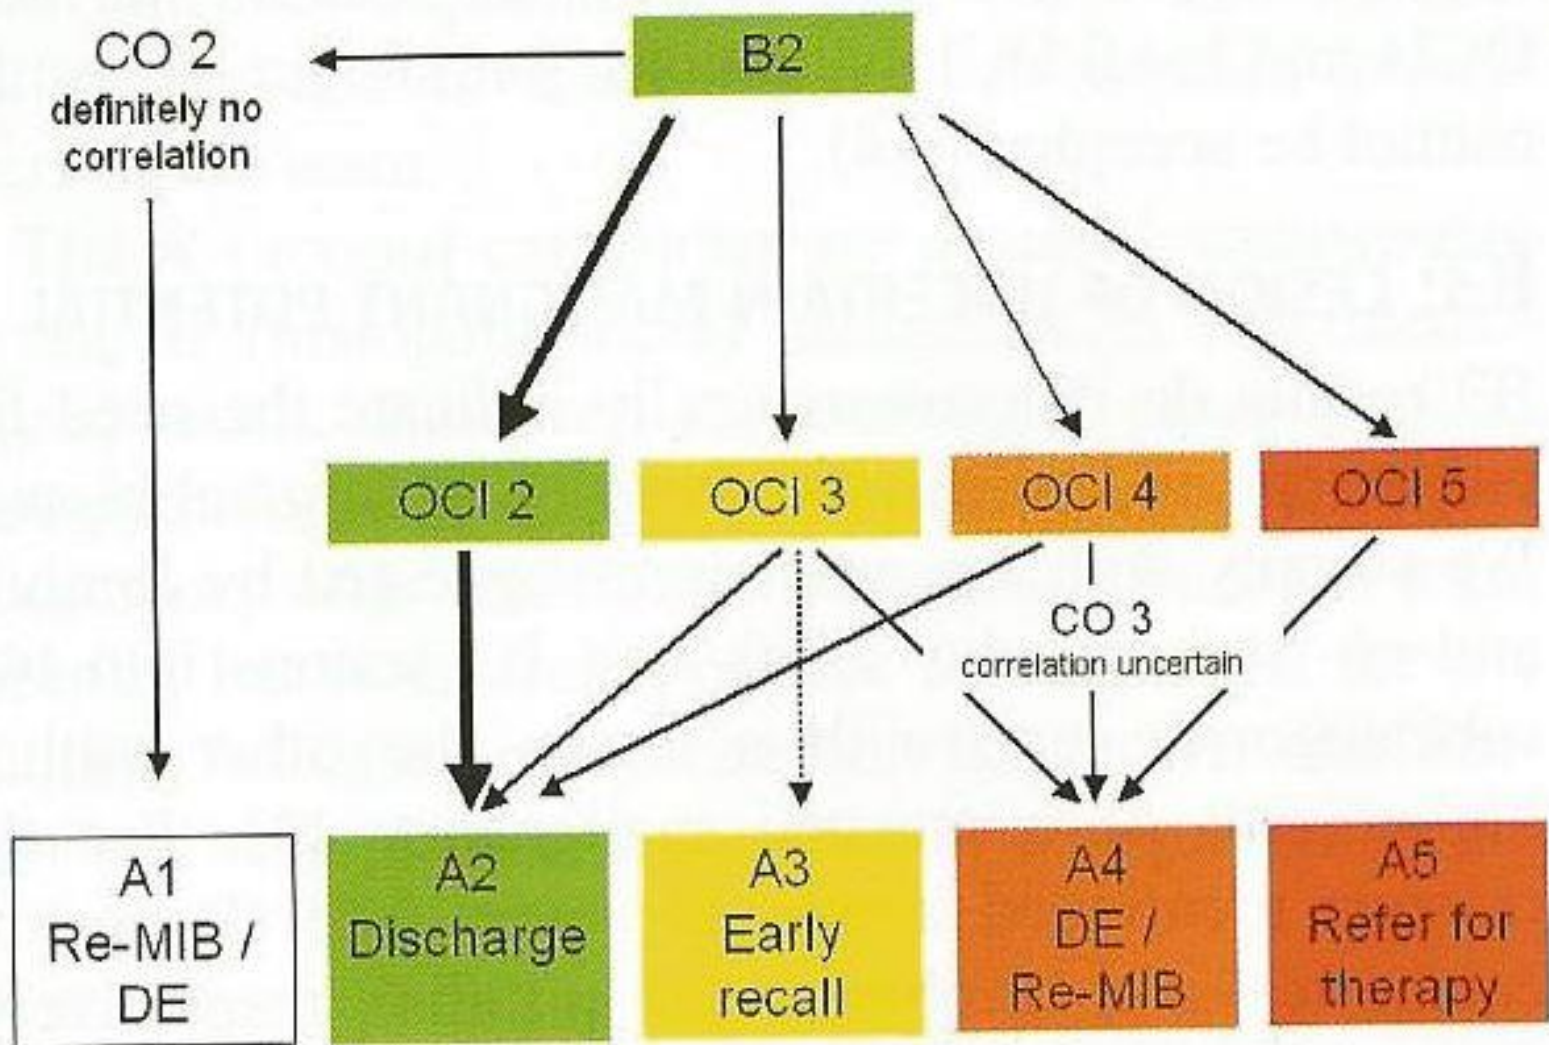 CO 2
definitely no
correlation
B2
OCI 2
OCI 3
OCI 4
OCI 5
CO 3
correlation uncertain
A1
Re-MIB /
DE
A2
Discharge
A3
Early
recall
A4
DE /
Re-MIB
A5
Refer for
therapy